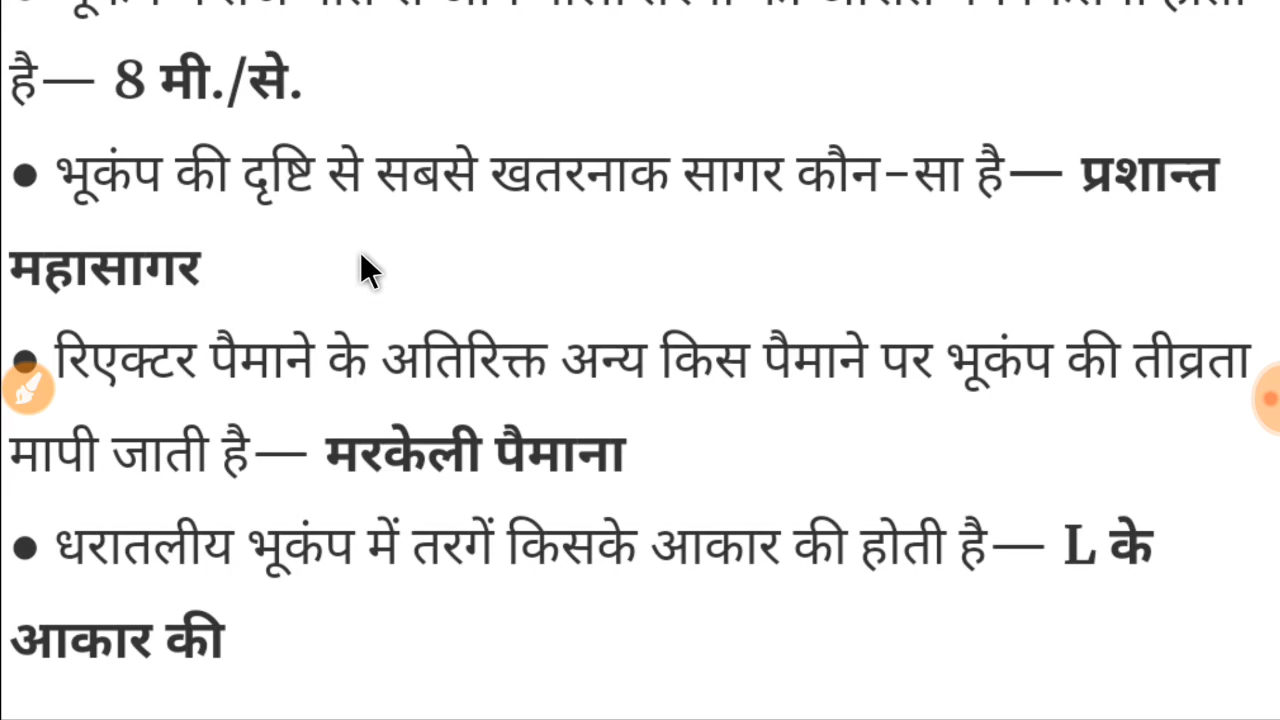 है— 8 मी./से.
● भूकंप की दृष्टि से सबसे खतरनाक सागर कौन-सा है— प्रशान्त
महासागर
● रिएक्टर पैमाने के अतिरिक्त अन्य किस पैमाने पर भूकंप की तीव्रता
मापी जाती है— मरकेली पैमाना
● धरातलीय भूकंप में तरगें किसके आकार की होती है— L के
आकार की